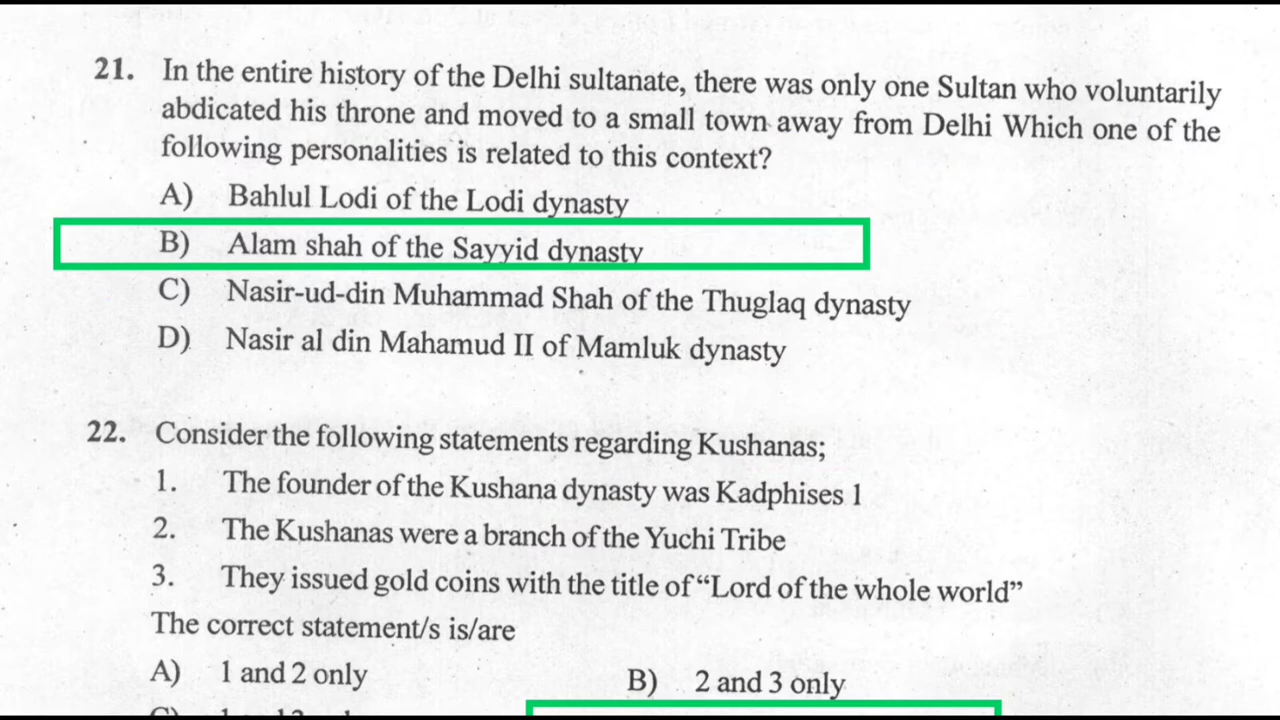 21. In the entire history of the Delhi sultanate, there was only one Sultan who voluntarily
abdicated his throne and moved to a small town away from Delhi Which one of the
following personalities is related to this context?
A) Bahlul Lodi of the Lodi dynasty
B) Alam shah of the Sayyid dynasty
C) Nasir-ud-din Muhammad Shah of the Thuglaq dynasty
D) Nasir al din Mahamud II of Mamluk dynasty
22. Consider the following statements regarding Kushanas;
1. The founder of the Kushana dynasty was Kadphises 1
2. The Kushanas were a branch of the Yuchi Tribe
3. They issued gold coins with the title of “Lord of the whole world”
The correct statement/s is/are
A) 1 and 2 only B) 2 and 3 only